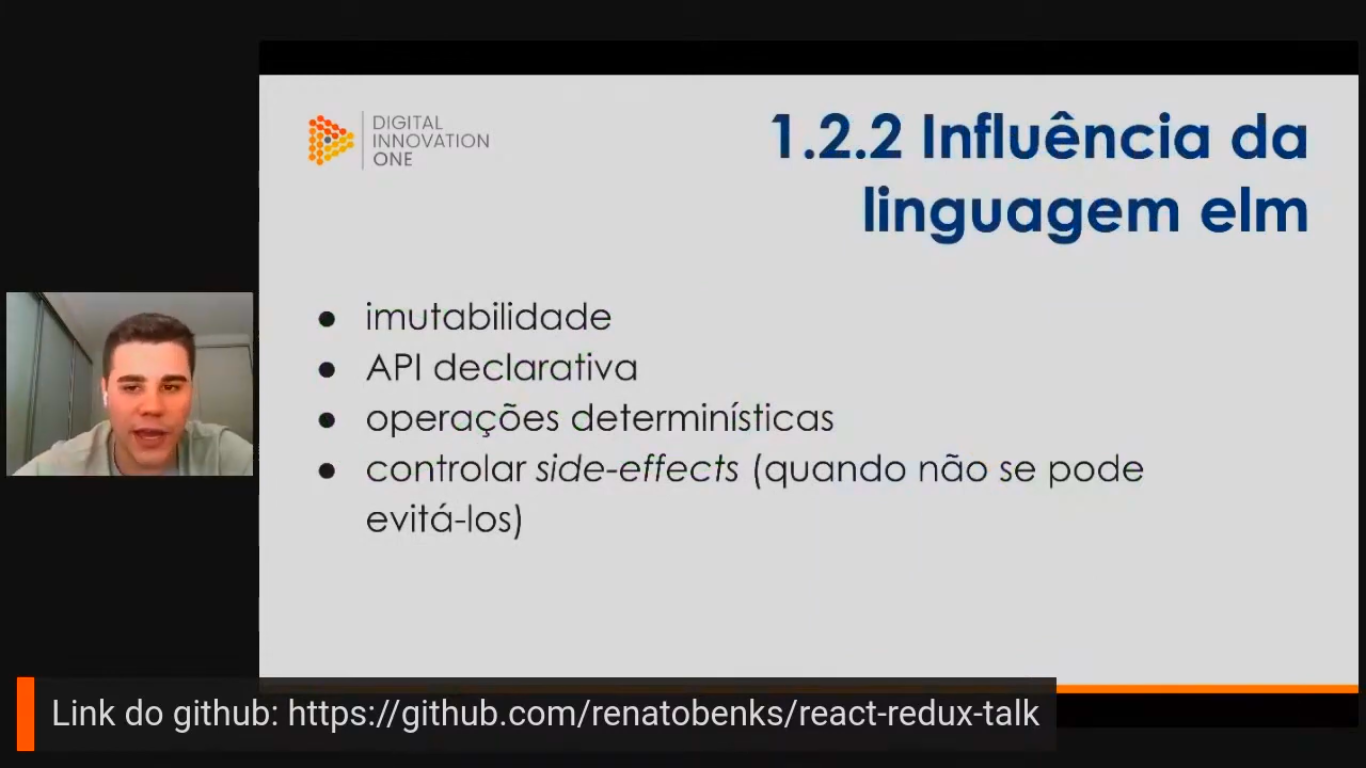 DIGITAL
INNOVATION
ONE
1.2.2 Influência da
linguagem elm
● imutabilidade
● API declarativa
● operações determinísticas
● controlar side-effects (quando não se pode
evitá-los)
Link do github: https://github.com/renatobenks/react-redux-talk